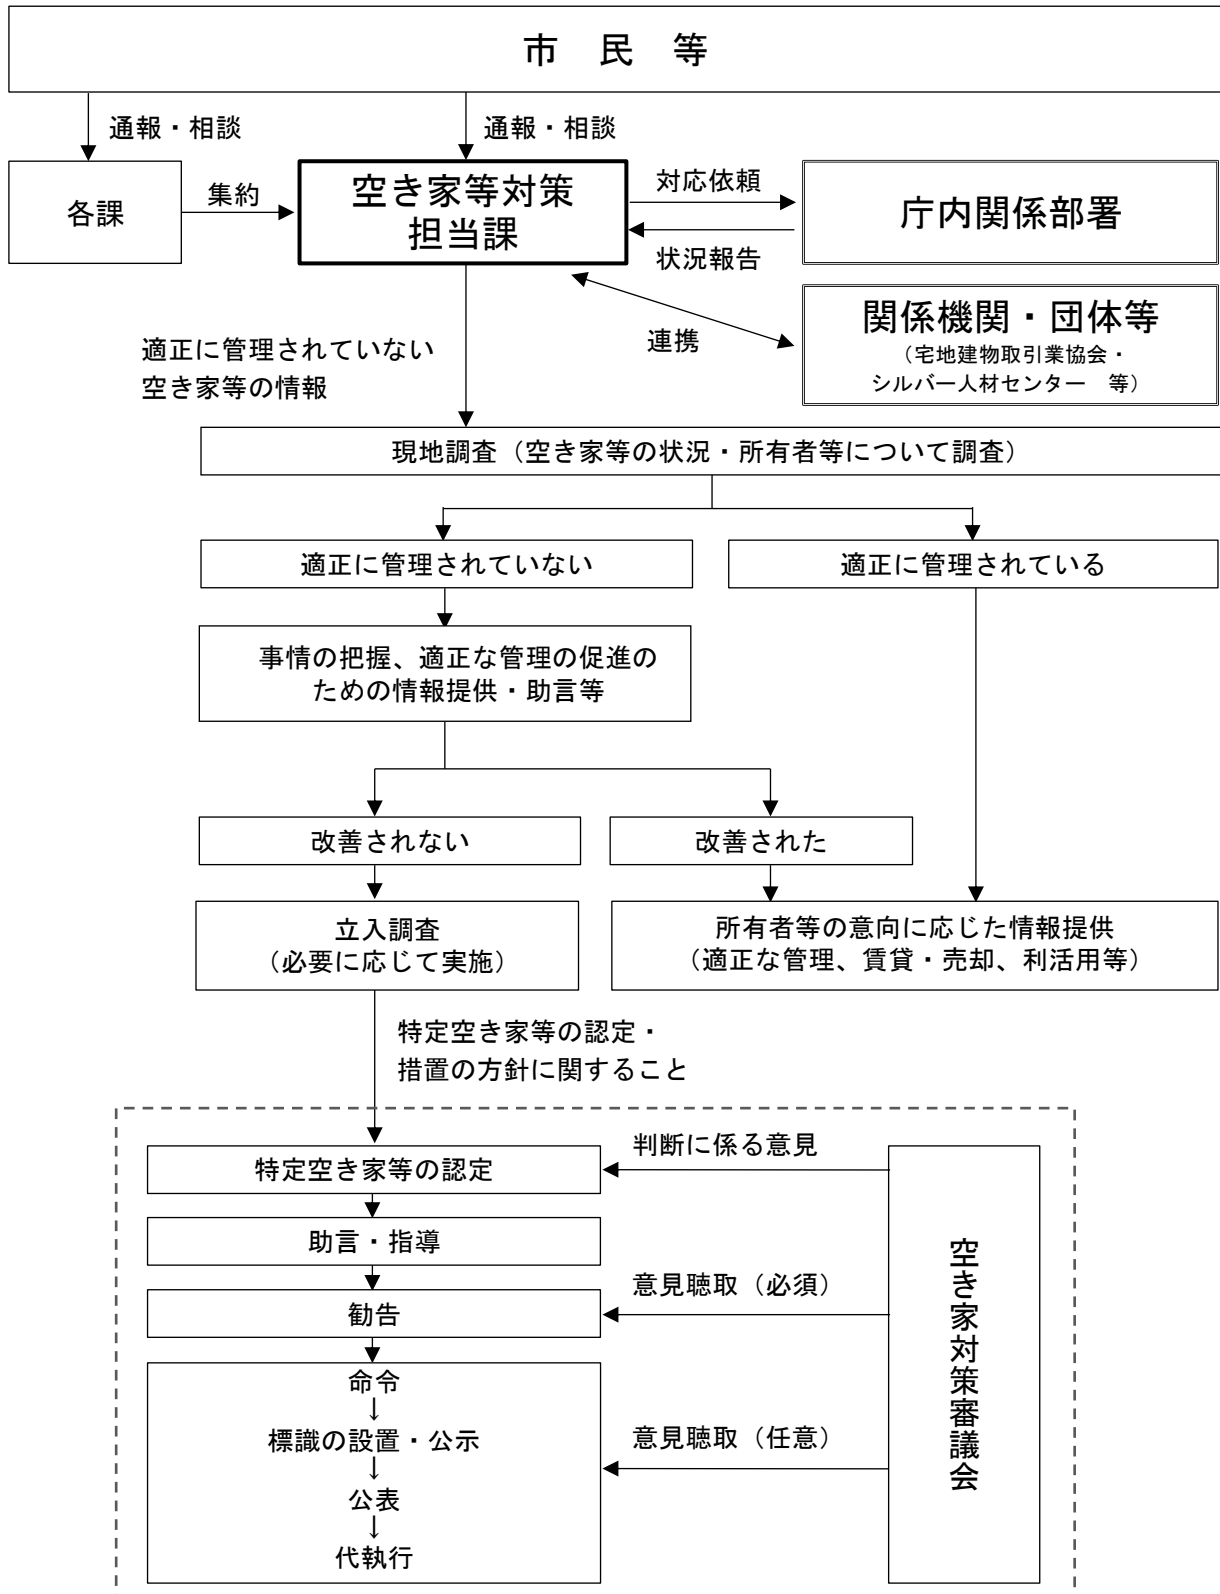 市　民　等
通報・相談
通報・相談
各課
集約
空き家等対策
担当課
対応依頼
状況報告
庁内関係部署
連携
関係機関・団体等
（宅地建物取引業協会・
シルバー人材センター　等）
適正に管理されていない
空き家等の情報
現地調査（空き家等の状況・所有者等について調査）
適正に管理されていない
適正に管理されている
事情の把握、適正な管理の促進の
ための情報提供・助言等
改善されない
改善された
立入調査
（必要に応じて実施）
所有者等の意向に応じた情報提供
（適正な管理、賃貸・売却、利活用等）
特定空き家等の認定・
措置の方針に関すること
特定空き家等の認定
判断に係る意見
助言・指導
勧告
意見聴取（必須）
命令
↓
標識の設置・公示
↓
公表
↓
代執行
意見聴取（任意）
空き家対策審議会